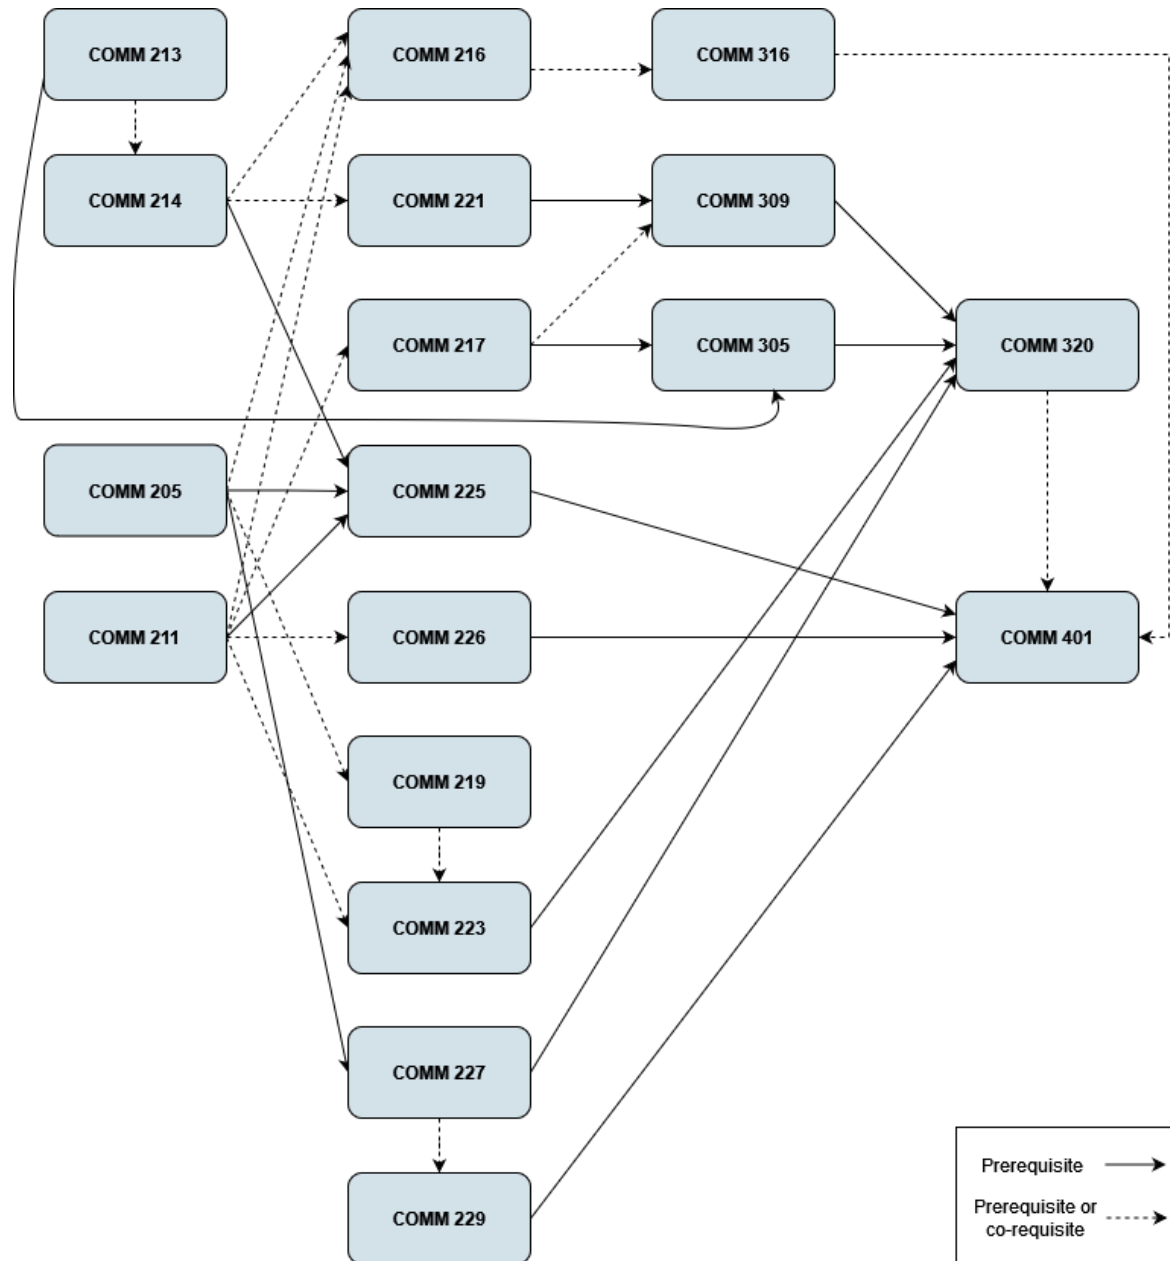 COMM 213
COMM 216
COMM 316
COMM 214
COMM 221
COMM 309
COMM 217
COMM 305
COMM 320
COMM 205
COMM 225
COMM 211
COMM 226
COMM 401
COMM 219
COMM 223
COMM 227
COMM 229
Prerequisite
Prerequisite or
co-requisite